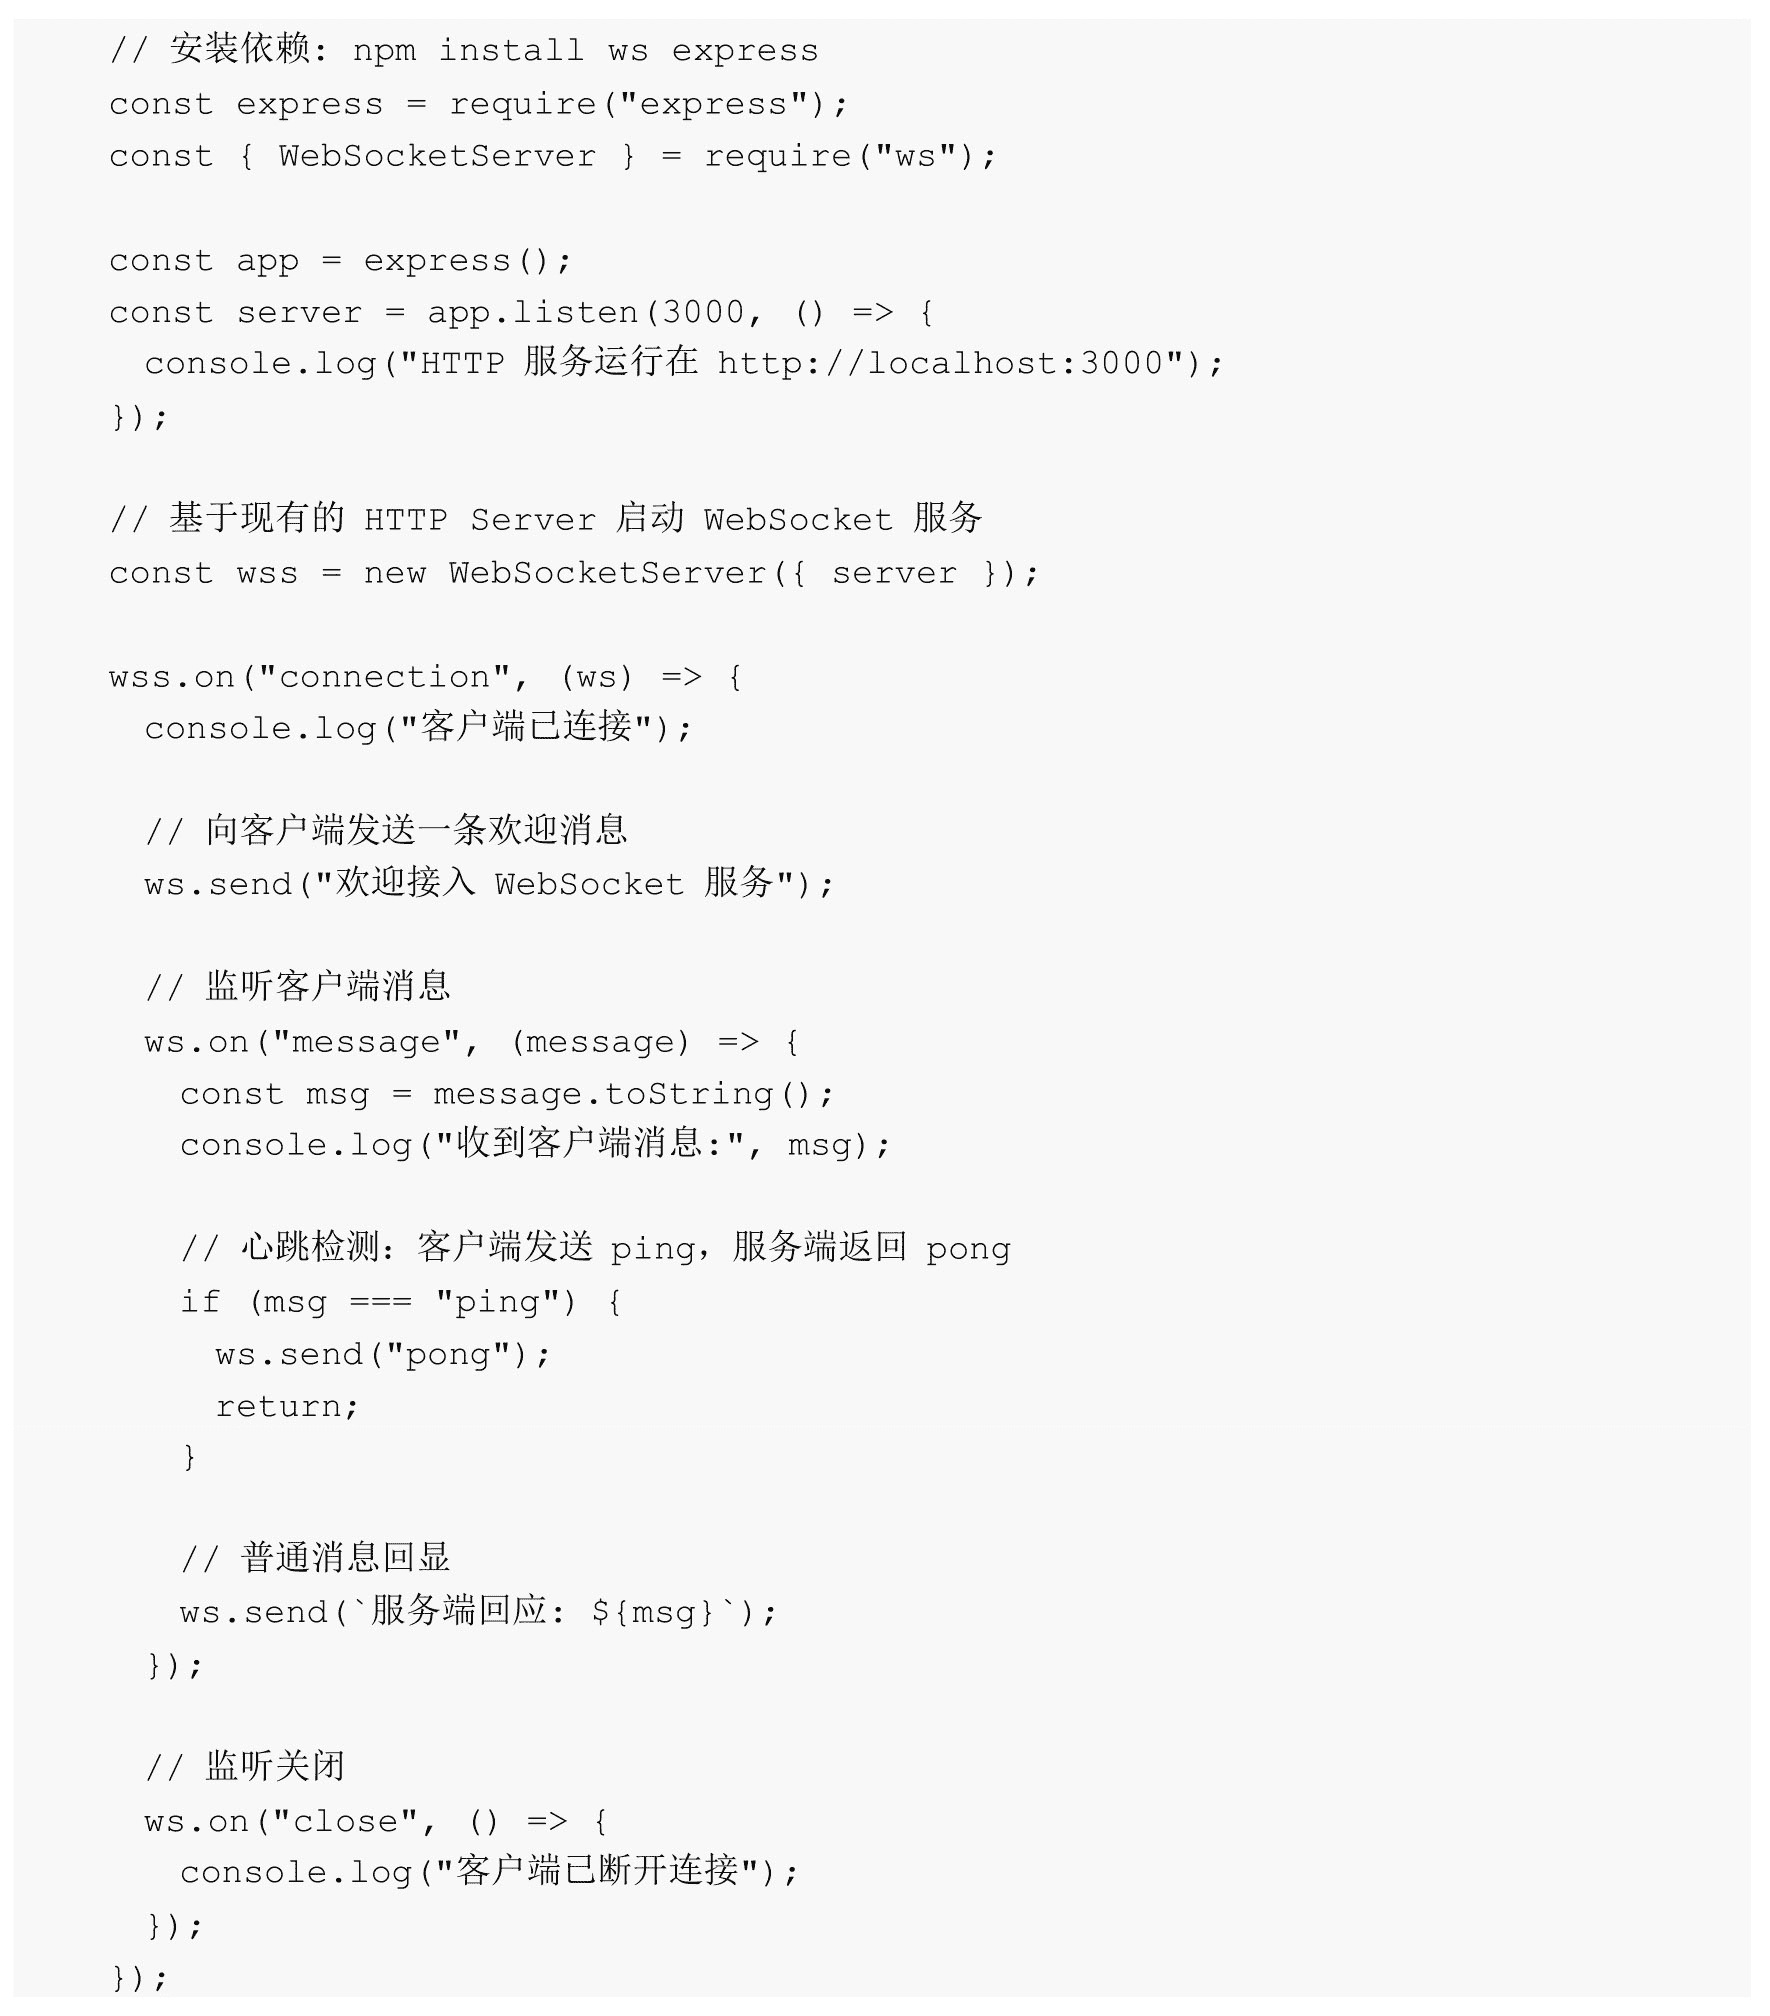 // 安装依赖: npm install ws express
const express = require("express");
const { WebSocketServer } = require("ws");

const app = express();
const server = app.listen(3000, () => {
  console.log("HTTP 服务运行在 http://localhost:3000");
});

// 基于现有的 HTTP Server 启动 WebSocket 服务
const wss = new WebSocketServer({ server });

wss.on("connection", (ws) => {
  console.log("客户端已连接");

  // 向客户端发送一条欢迎消息
  ws.send("欢迎接入 WebSocket 服务");

  // 监听客户端消息
  ws.on("message", (message) => {
    const msg = message.toString();
    console.log("收到客户端消息:", msg);

    // 心跳检测：客户端发送 ping，服务端返回 pong
    if (msg === "ping") {
      ws.send("pong");
      return;
    }

    // 普通消息回显
    ws.send(`服务端回应: ${msg}`);
  });

  // 监听关闭
  ws.on("close", () => {
    console.log("客户端已断开连接");
  });
});